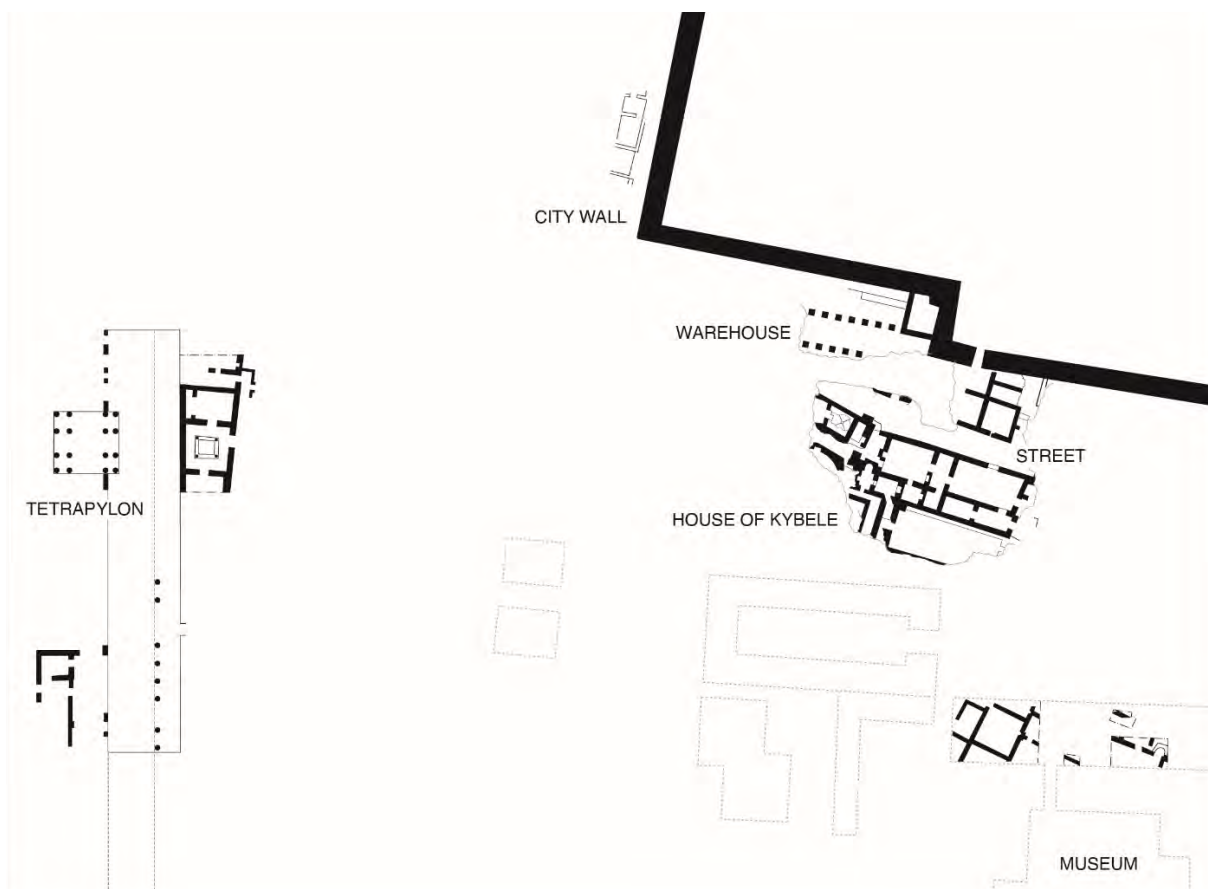 CITY WALL
WAREHOUSE
STREET
TETRAPYLON
HOUSE OF KYBELE
MUSEUM